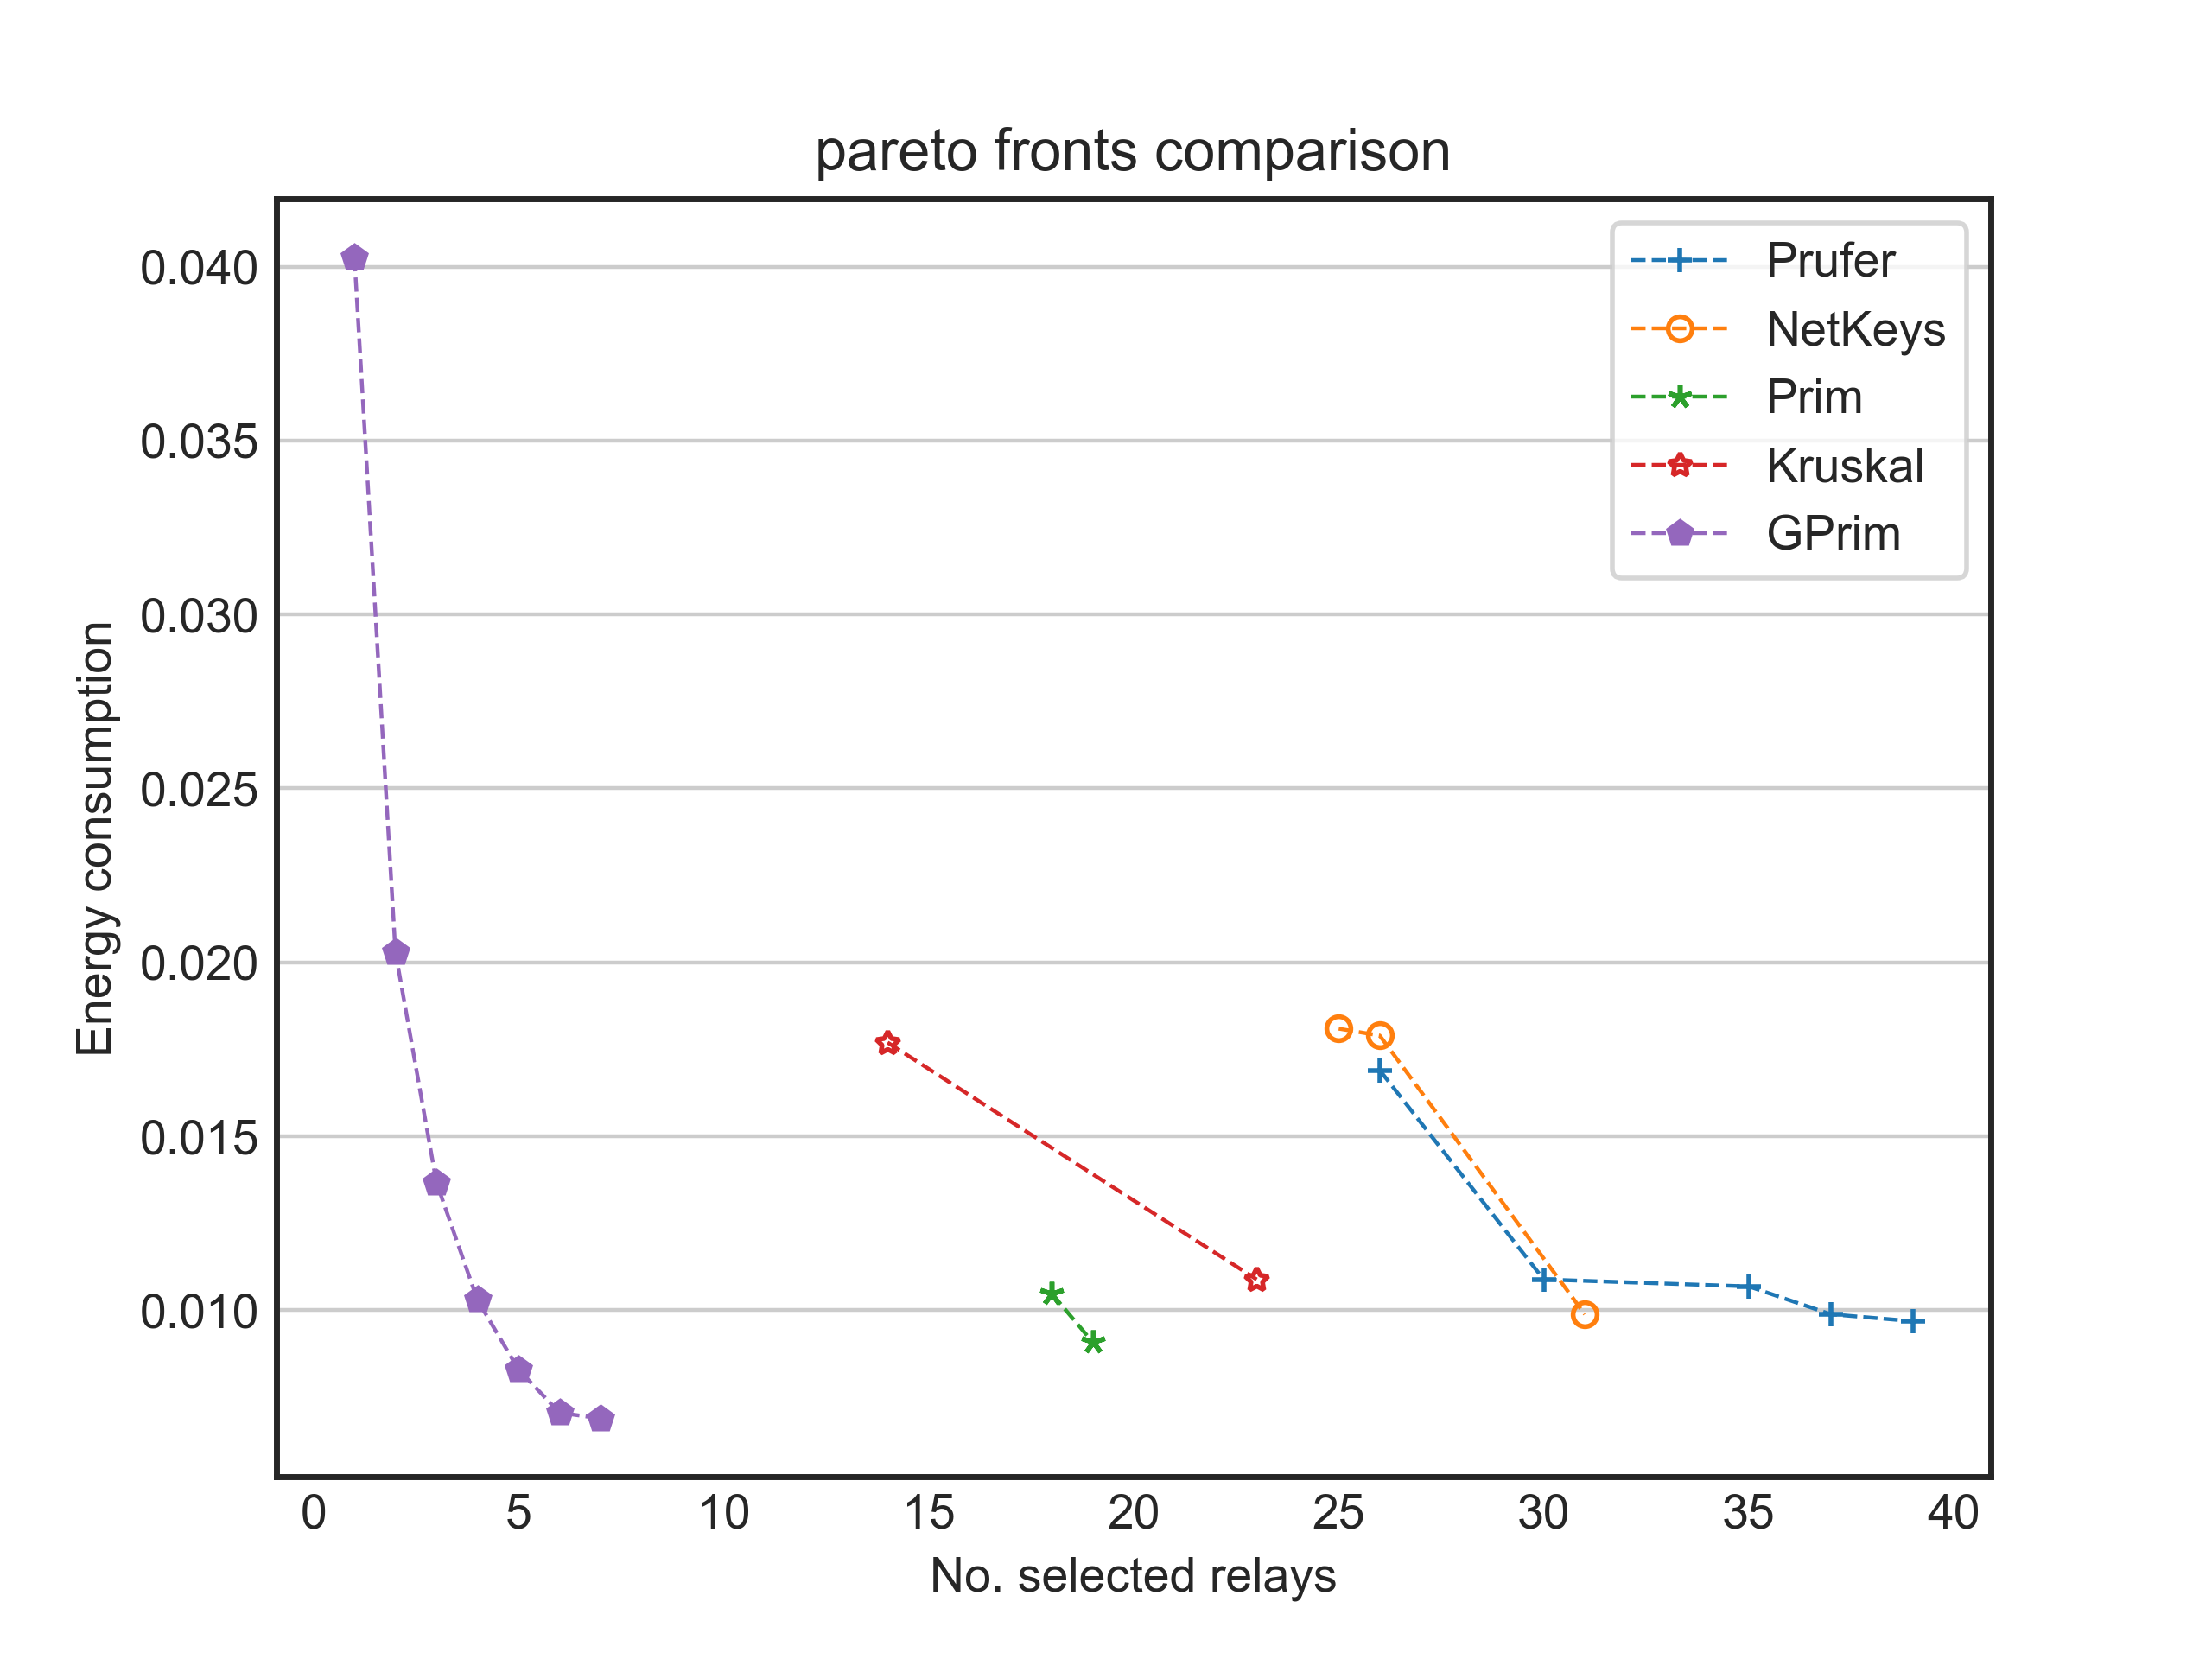 pareto fronts comparison
Energy consumption
0.040
0.035
0.030
0.025
0.020
0.015
0.010
Prufer
NetKeys
Prim
Kruskal
GPrim
0 5 10 15 20 25 30 35 40
No. selected relays